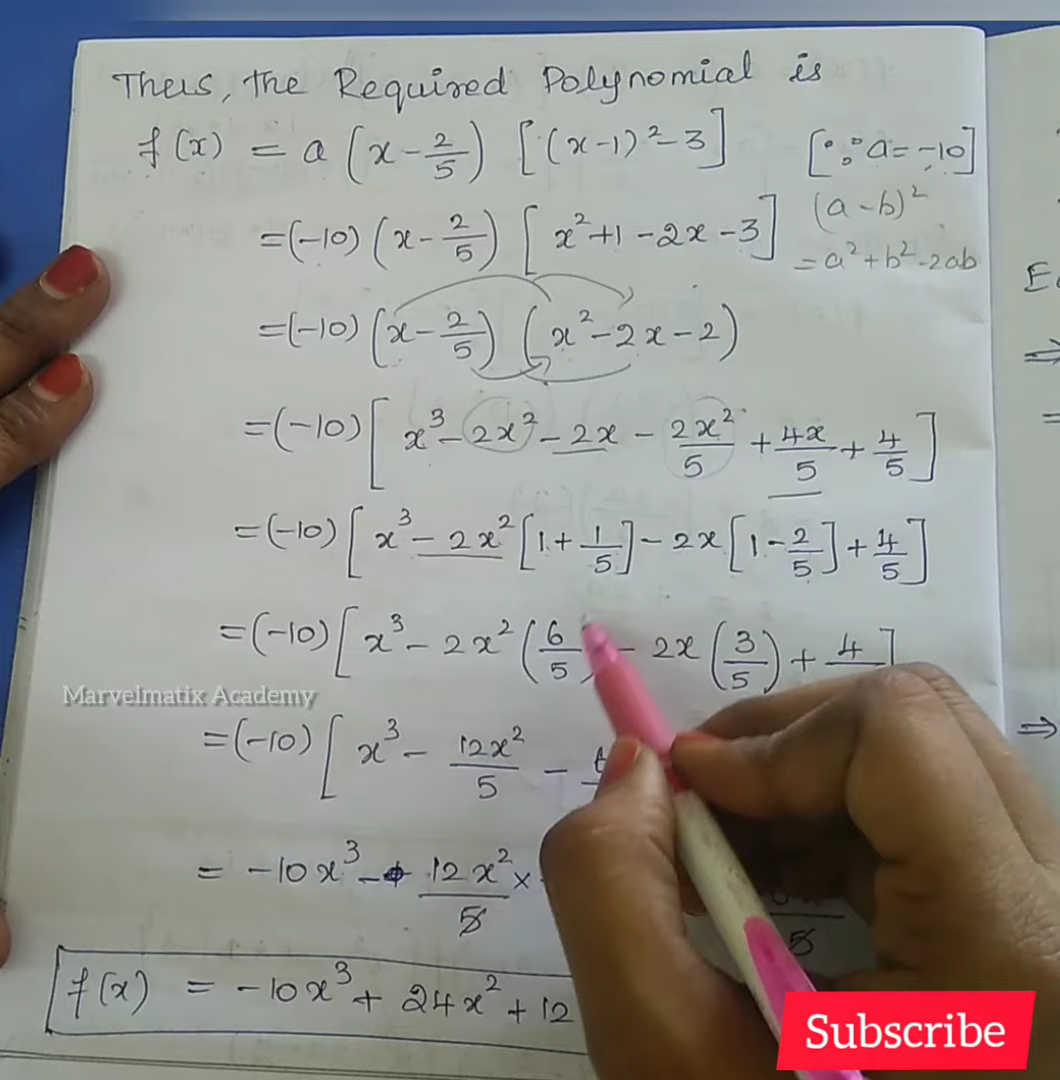 Thus, the Required Polynomial is
f(x) = a (x - 2/5) [(x-1)² - 3] [∵ a = -10]
(a-b)²
= (-10) (x - 2/5) [x² + 1 - 2x - 3]
= a² + b² - 2ab
= (-10) (x - 2/5) (x² - 2x - 2)
= (-10) [x³ - 2x² - 2x - 2x²/5 + 4x/5 + 4/5]
= (-10) [x³ - 2x² [1 + 1/5] - 2x [1 - 2/5] + 4/5]
= (-10) [x³ - 2x² (6/5) - 2x (3/5) + 4
Marvelmatix Academy
= (-10) [x³ - 12x²/5 -
= -10x³ - 12x²/5 ×
f(x) = -10x³ + 24x² + 12
Subscribe
⇒
=
⇒